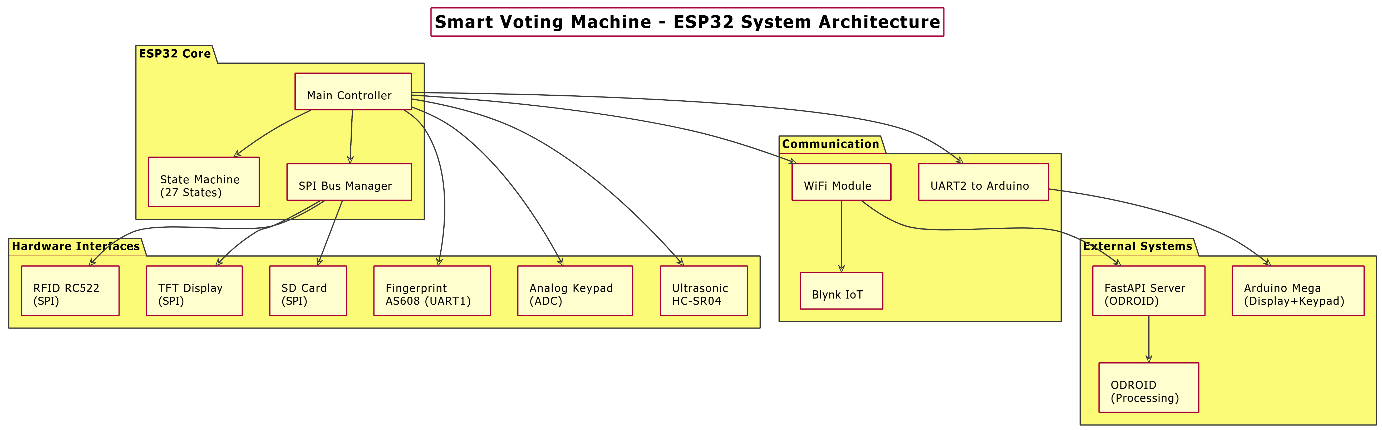 Smart Voting Machine - ESP32 System Architecture
ESP32 Core
Main Controller
State Machine
(27 States)
SPI Bus Manager
Communication
WiFi Module
UART2 to Arduino
Blynk IoT
Hardware Interfaces
RFID RC522
(SPI)
TFT Display
(SPI)
SD Card
(SPI)
Fingerprint
AS608 (UART1)
Analog Keypad
(ADC)
Ultrasonic
HC-SR04
External Systems
FastAPI Server
(ODROID)
Arduino Mega
(Display+Keypad)
ODROID
(Processing)